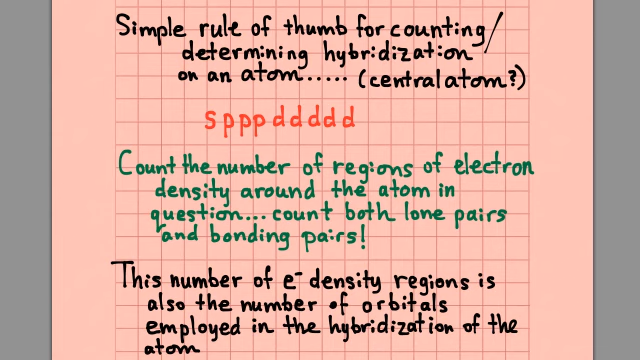 Simple rule of thumb for counting/
determining hybridization
on an atom..... (central atom?)
s p p p d d d d d
Count the number of regions of electron
density around the atom in
question... count both lone pairs
and bonding pairs!
This number of e⁻ density regions is
also the number of orbitals
employed in the hybridization of the
atom